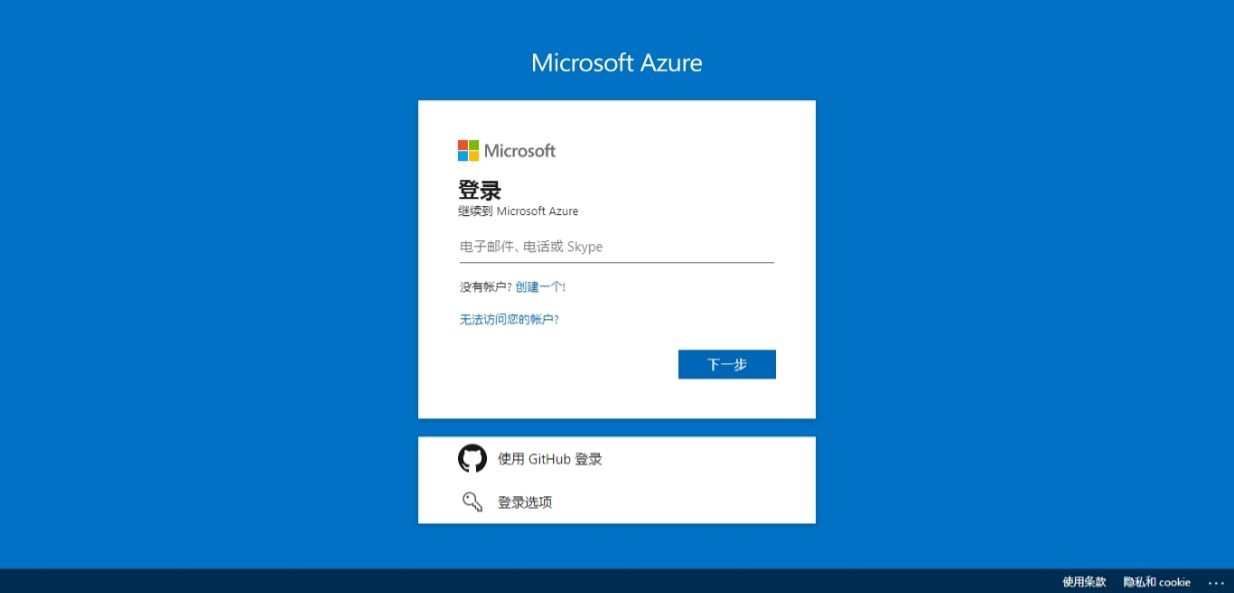 Microsoft Azure
Microsoft
登录
继续到 Microsoft Azure
电子邮件、电话或 Skype
没有帐户? 创建一个!
无法访问您的帐户?
下一步
使用 GitHub 登录
登录选项
使用条款 隐私和 cookie ...